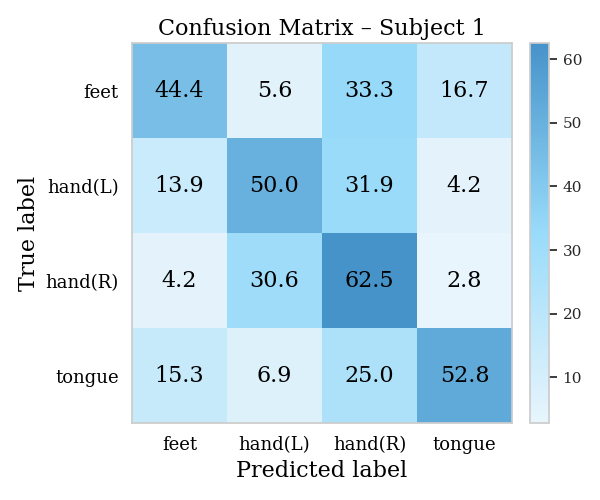 Confusion Matrix – Subject 1
feet 44.4 5.6 33.3 16.7
hand(L) 13.9 50.0 31.9 4.2
hand(R) 4.2 30.6 62.5 2.8
tongue 15.3 6.9 25.0 52.8
feet hand(L) hand(R) tongue
Predicted label
True label
60
50
40
30
20
10